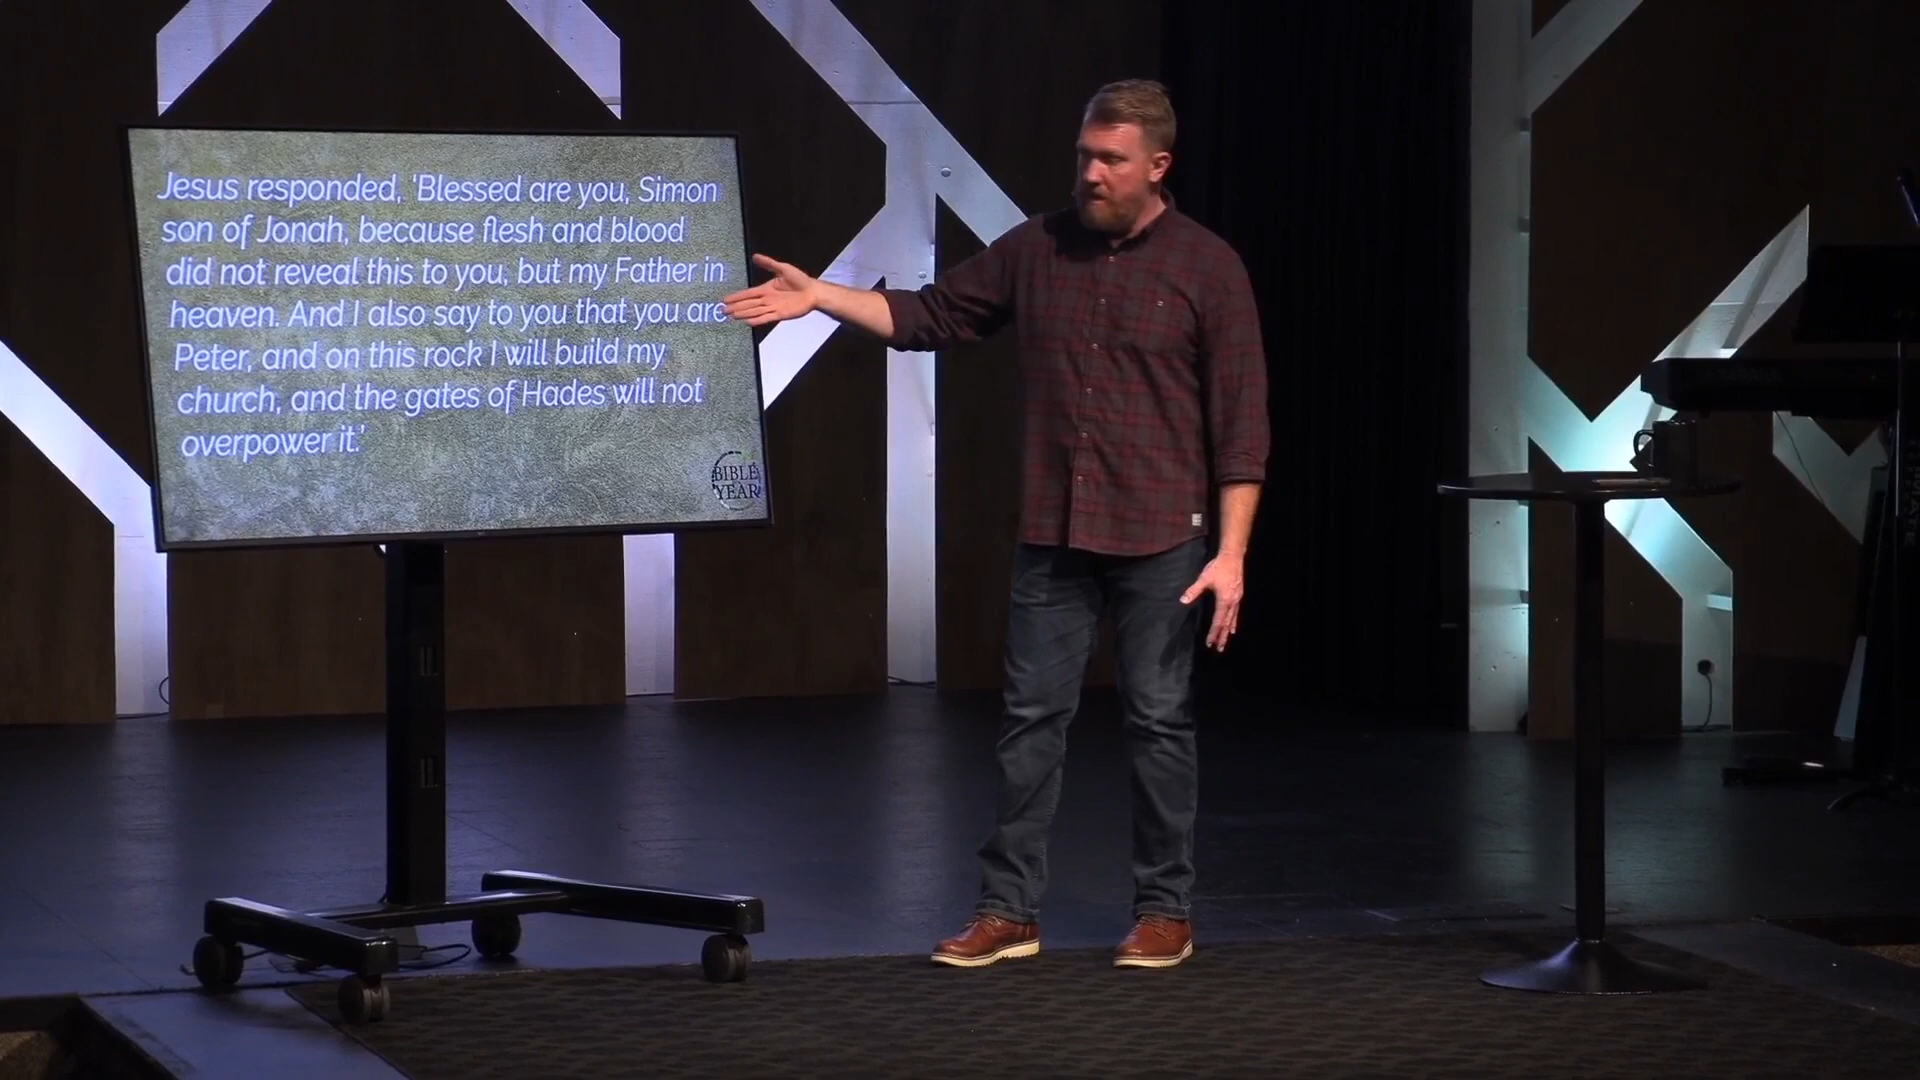 Jesus responded, 'Blessed are you, Simon
son of Jonah, because flesh and blood
did not reveal this to you, but my Father in
heaven. And I also say to you that you are
Peter, and on this rock I will build my
church, and the gates of Hades will not
overpower it.'
BIBLE
YEAR